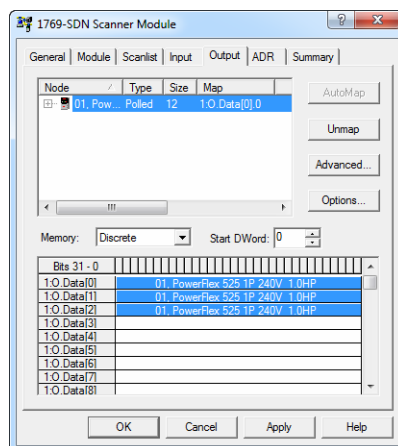 1769-SDN Scanner Module
General Module Scanlist Input Output ADR Summary
Node Type Size Map
01, Pow... Polled 12 1:O.Data[0].0
AutoMap
Unmap
Advanced...
Options...
Memory: Discrete Start DWord: 0
Bits 31 - 0
1:O.Data[0] 01, PowerFlex 525 1P 240V 1.0HP
1:O.Data[1] 01, PowerFlex 525 1P 240V 1.0HP
1:O.Data[2] 01, PowerFlex 525 1P 240V 1.0HP
1:O.Data[3]
1:O.Data[4]
1:O.Data[5]
1:O.Data[6]
1:O.Data[7]
1:O.Data[8]
OK Cancel Apply Help